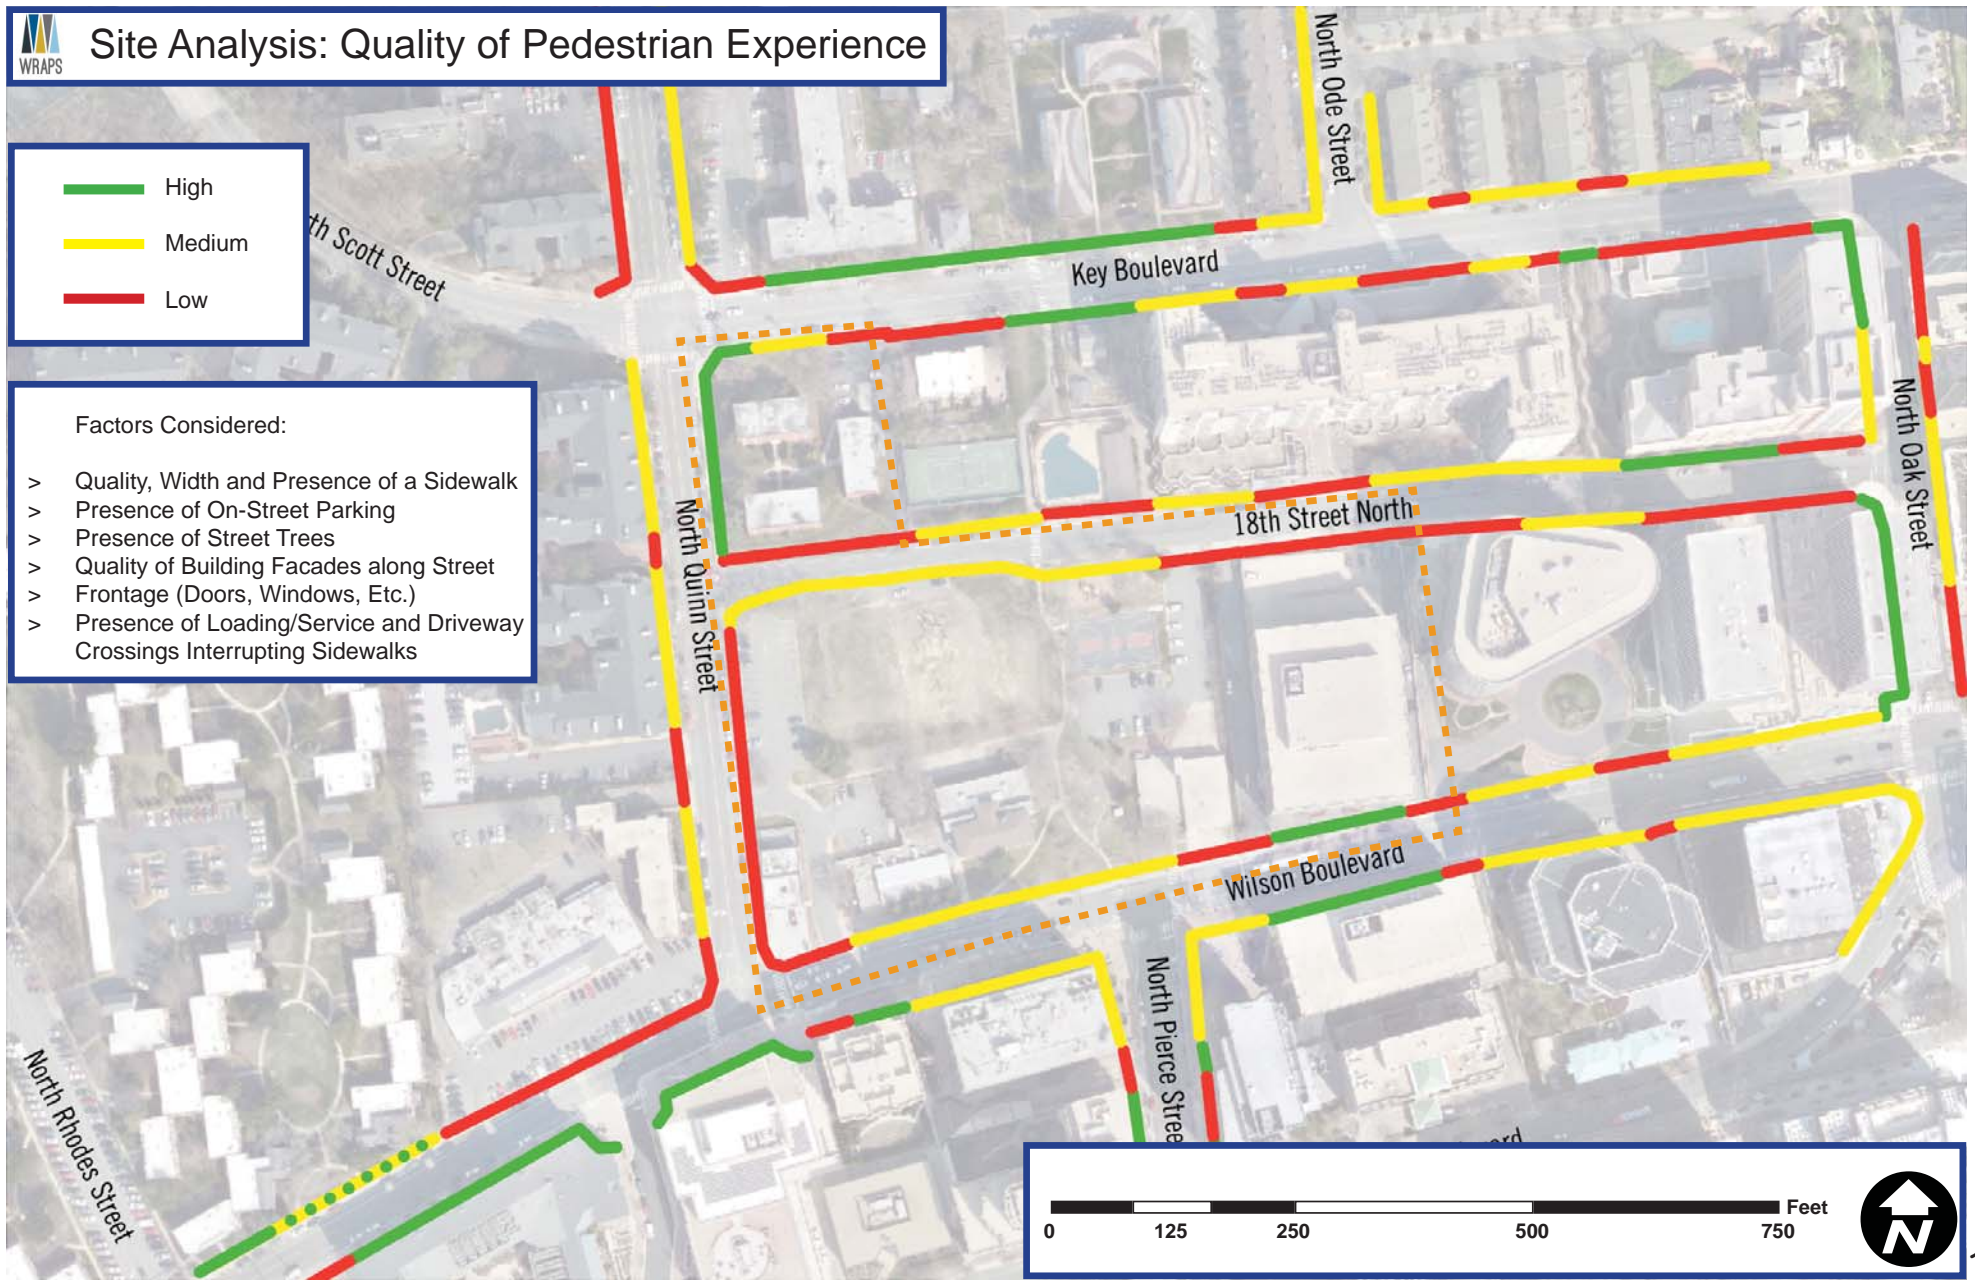 WRAPS
Site Analysis: Quality of Pedestrian Experience
High
Medium
Low
Factors Considered:
> Quality, Width and Presence of a Sidewalk
> Presence of On-Street Parking
> Presence of Street Trees
> Quality of Building Facades along Street
> Frontage (Doors, Windows, Etc.)
> Presence of Loading/Service and Driveway
Crossings Interrupting Sidewalks
th Scott Street
North Ode Street
Key Boulevard
North Oak Street
18th Street North
North Quinn Street
Wilson Boulevard
North Pierce Stree
North Rhodes Street
Feet
0 125 250 500 750
N